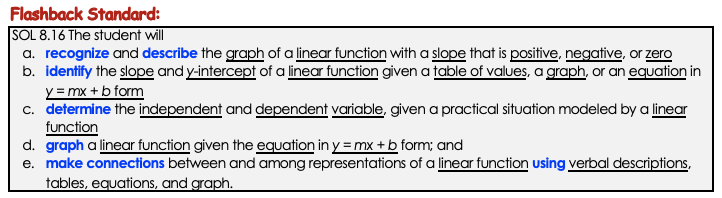 Flashback Standard:
SOL 8.16 The student will
a. recognize and describe the graph of a linear function with a slope that is positive, negative, or zero
b. identify the slope and y-intercept of a linear function given a table of values, a graph, or an equation in
y = mx + b form
c. determine the independent and dependent variable, given a practical situation modeled by a linear
function
d. graph a linear function given the equation in y = mx + b form; and
e. make connections between and among representations of a linear function using verbal descriptions,
tables, equations, and graph.